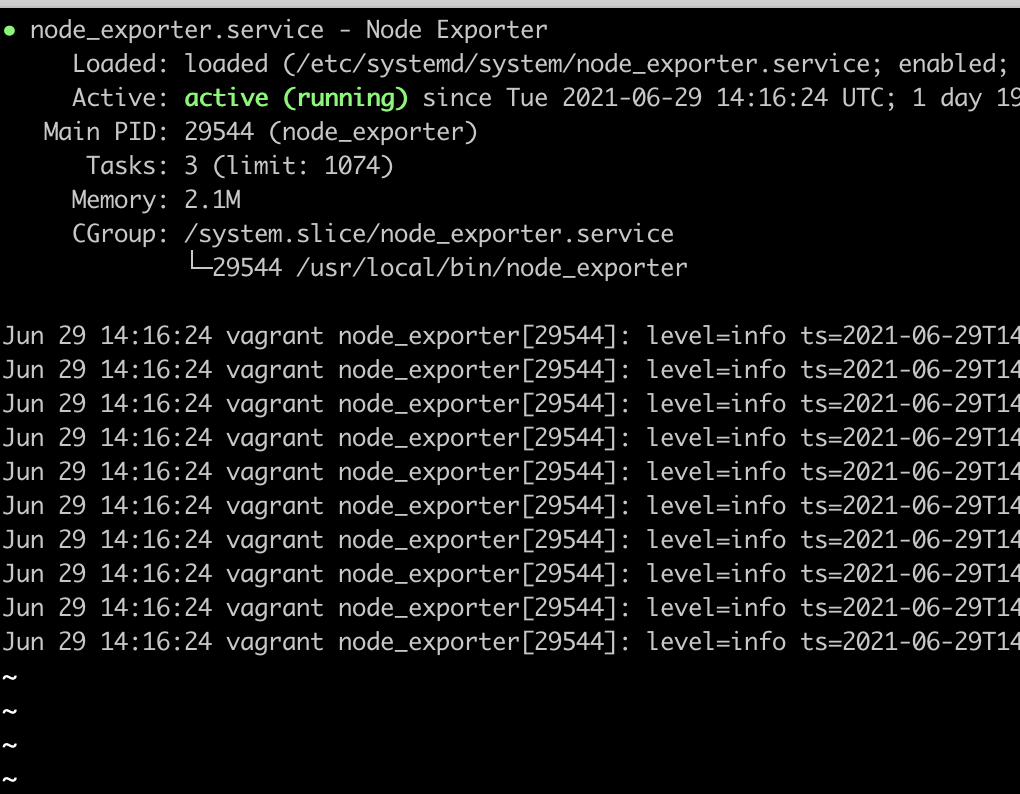 ● node_exporter.service - Node Exporter
Loaded: loaded (/etc/systemd/system/node_exporter.service; enabled;
Active: active (running) since Tue 2021-06-29 14:16:24 UTC; 1 day 19
Main PID: 29544 (node_exporter)
Tasks: 3 (limit: 1074)
Memory: 2.1M
CGroup: /system.slice/node_exporter.service
└─29544 /usr/local/bin/node_exporter
Jun 29 14:16:24 vagrant node_exporter[29544]: level=info ts=2021-06-29T14
Jun 29 14:16:24 vagrant node_exporter[29544]: level=info ts=2021-06-29T14
Jun 29 14:16:24 vagrant node_exporter[29544]: level=info ts=2021-06-29T14
Jun 29 14:16:24 vagrant node_exporter[29544]: level=info ts=2021-06-29T14
Jun 29 14:16:24 vagrant node_exporter[29544]: level=info ts=2021-06-29T14
Jun 29 14:16:24 vagrant node_exporter[29544]: level=info ts=2021-06-29T14
Jun 29 14:16:24 vagrant node_exporter[29544]: level=info ts=2021-06-29T14
Jun 29 14:16:24 vagrant node_exporter[29544]: level=info ts=2021-06-29T14
Jun 29 14:16:24 vagrant node_exporter[29544]: level=info ts=2021-06-29T14
Jun 29 14:16:24 vagrant node_exporter[29544]: level=info ts=2021-06-29T14
~
~
~
~